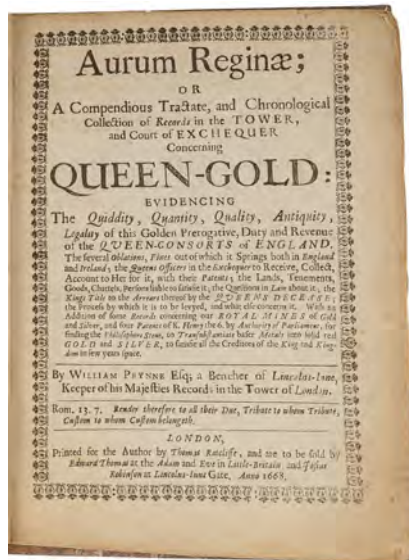 Aurum Reginæ;
OR
A Compendious Tractate, and Chronological
Collection of Records in the TOWER,
and Court of EXCHEQUER
Concerning
QUEEN-GOLD:
EVIDENCING
The Quiddity, Quantity, Quality, Antiquity,
Legality of this Golden Prerogative, Duty and Revenue
of the QUEEN-CONSORTS of ENGLAND.
The several Oblations, Fines out of which it Springs both in England
and Ireland; the Queens Officers in the Exchequer to Receive, Collect,
Account to Her for it, with their Patents; the Lands, Tenements,
Goods, Chattels, Persons liable to satisfie it; the Questions in Law about it; the
Kings Title to the Arrears thereof by the QUEENS DECEASE;
the Process by which it is to be levyed, and what else concerns it. With an
Addition of some Records concerning our ROYAL MINES of Gold
and Silver, and four Patents of K. Henry the 6. by Authority of Parliament, for
finding the Philosophers Stone, to Transubstantiate baser Metals into solid real
GOLD and SILVER, to satisfie all the Creditors of the King and King-
dom in few years space.
By WILLIAM PRYNNE Esq; a Bencher of Lincolns-Inne,
Keeper of his Majesties Records in the Tower of London.
Rom. 13. 7. Render therefore to all their Due, Tribute to whom Tribute,
Custom to whom Custom belongeth.
LONDON,
Printed for the Author by Thomas Ratcliffe, and are to be sold by
Edward Thomas at the Adam and Eve in Little-Britain and Josias
Robinson at Lincolns-Inne Gate, Anno 1668.